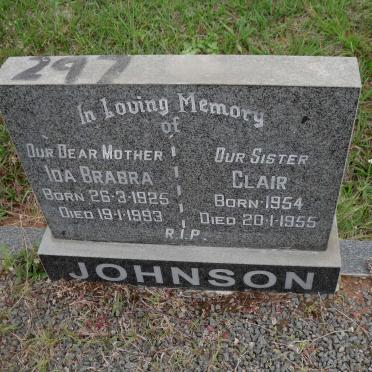 297
In Loving Memory
of
Our Dear Mother
Ida Brabra
Born 26·3·1925
Died 19·1·1993
Our Sister
Clair
Born 1954
Died 20·1·1955
R.I.P.
JOHNSON